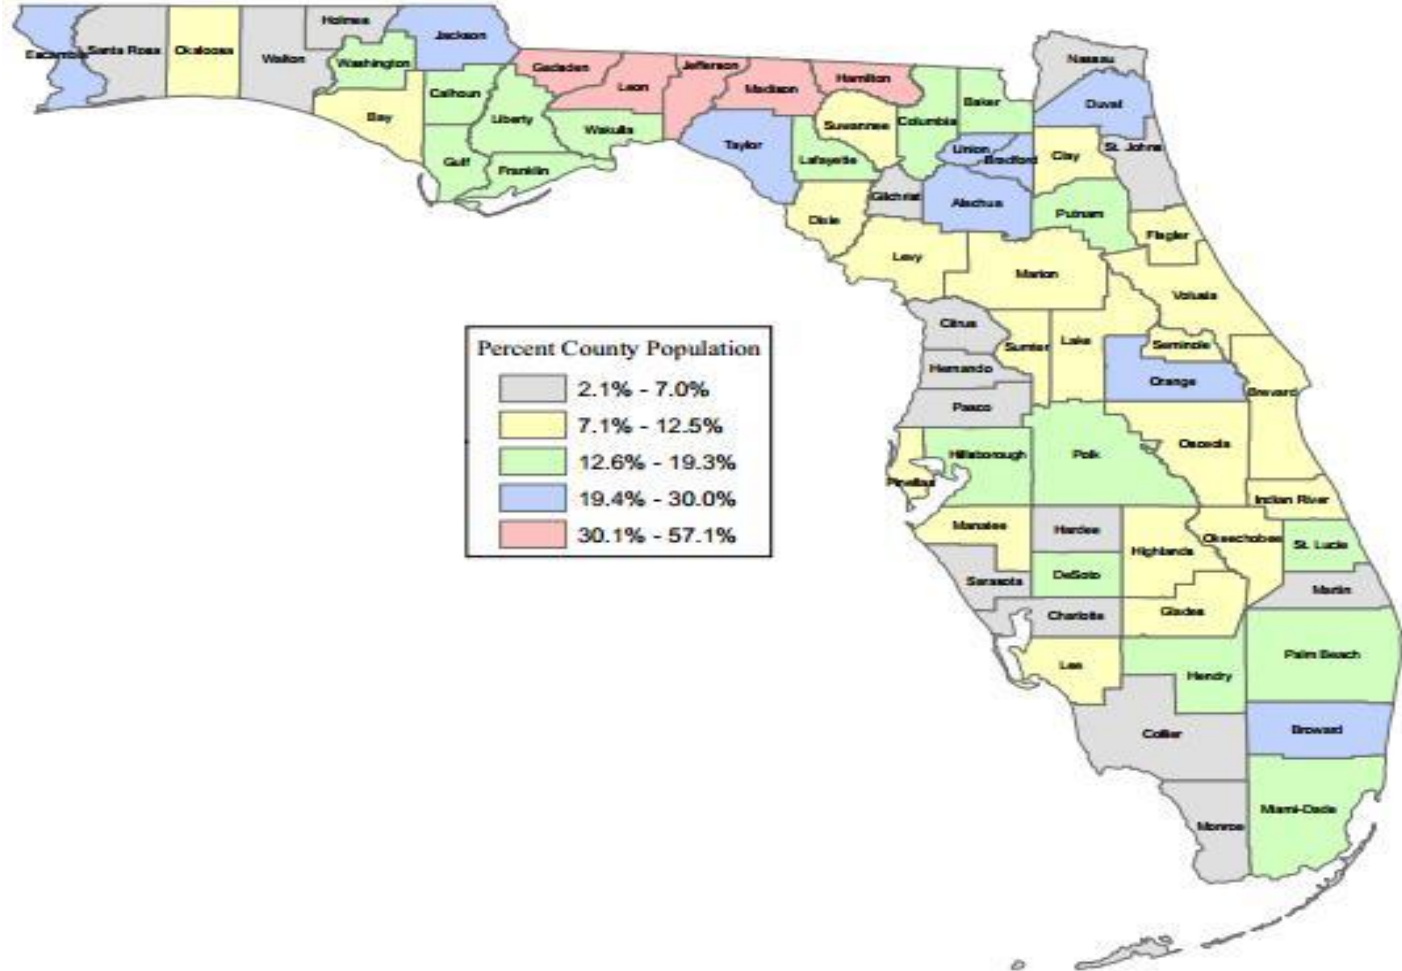 Holmes
Jackson
Escambia
Santa Rosa
Okaloosa
Walton
Washington
Gadsden
Leon
Jefferson
Madison
Hamilton
Nassau
Calhoun
Liberty
Bay
Wakulla
Gulf
Franklin
Taylor
Suwannee
Columbia
Baker
Duval
Lafayette
Union
Bradford
Clay
St. Johns
Gilchrist
Alachua
Putnam
Dixie
Flagler
Levy
Marion
Volusia
Citrus
Sumter
Lake
Seminole
Hernando
Orange
Pasco
Brevard
Percent County Population
2.1% - 7.0%
7.1% - 12.5%
12.6% - 19.3%
19.4% - 30.0%
30.1% - 57.1%
Hillsborough
Polk
Osceola
Pinellas
Indian River
Manatee
Hardee
Highlands
Okeechobee
St. Lucie
Sarasota
DeSoto
Martin
Charlotte
Glades
Lee
Hendry
Palm Beach
Collier
Broward
Monroe
Miami-Dade